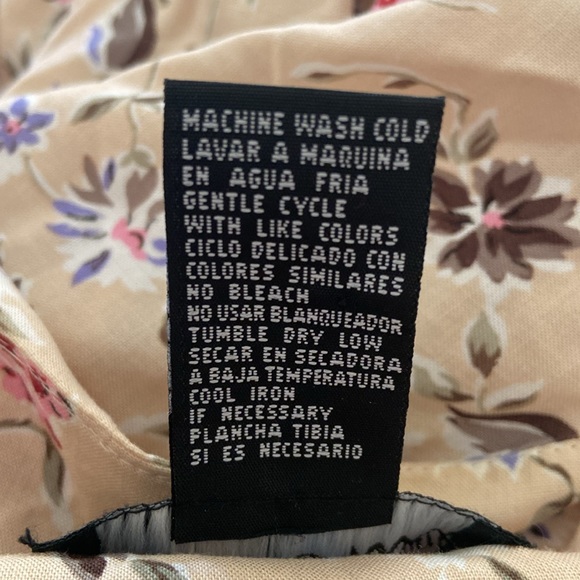 MACHINE WASH COLD
LAVAR A MAQUINA
EN AGUA FRIA
GENTLE CYCLE
WITH LIKE COLORS
CICLO DELICADO CON
COLORES SIMILARES
NO BLEACH
NO USAR BLANQUEADOR
TUMBLE DRY LOW
SECAR EN SECADORA
A BAJA TEMPERATURA
COOL IRON
IF NECESSARY
PLANCHA TIBIA
SI ES NECESARIO